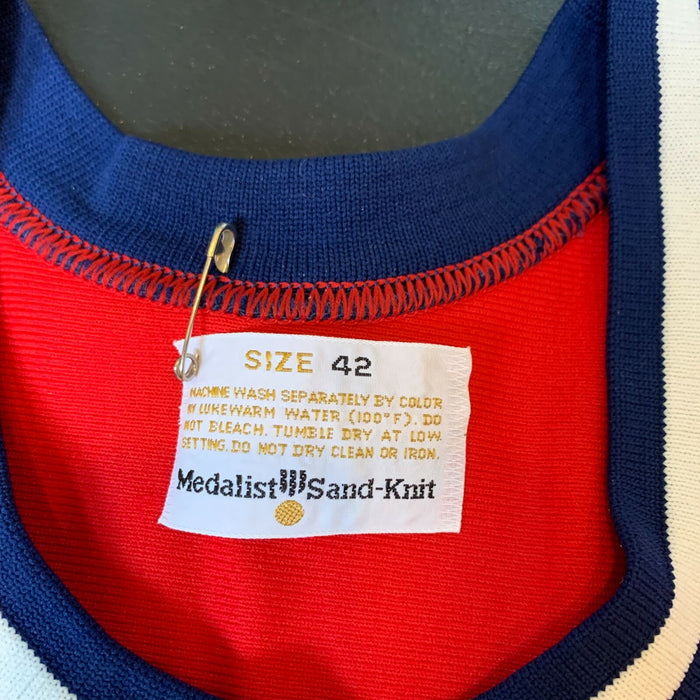 SIZE 42
MACHINE WASH SEPARATELY BY COLOR
IN LUKEWARM WATER (100°F). DO
NOT BLEACH. TUMBLE DRY AT LOW
SETTING. DO NOT DRY CLEAN OR IRON.
Medalist Sand-Knit